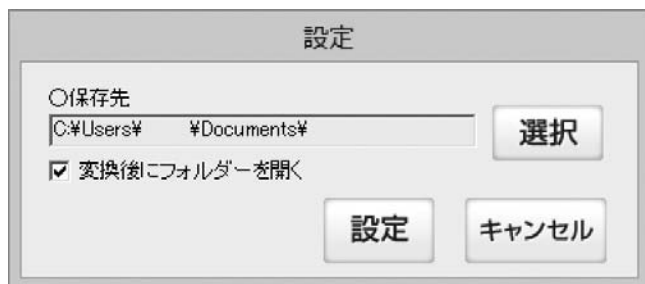 設定
○保存先
C:¥Users¥ ¥Documents¥
選択
変換後にフォルダーを開く
設定
キャンセル